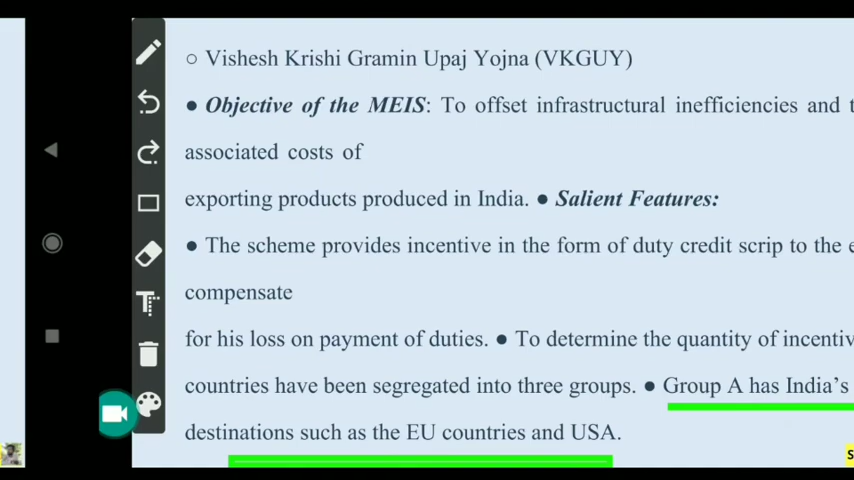 ○ Vishesh Krishi Gramin Upaj Yojna (VKGUY)
● Objective of the MEIS: To offset infrastructural inefficiencies and t
associated costs of
exporting products produced in India. ● Salient Features:
● The scheme provides incentive in the form of duty credit scrip to the e
compensate
for his loss on payment of duties. ● To determine the quantity of incentiv
countries have been segregated into three groups. ● Group A has India’s
destinations such as the EU countries and USA.
S